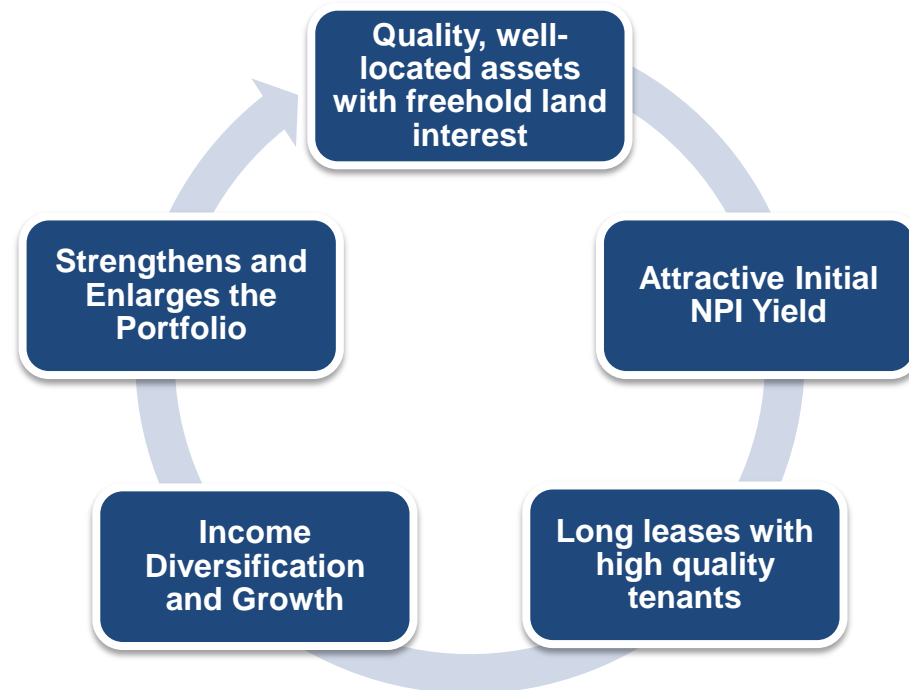 Quality, well-
located assets
with freehold land
interest
Attractive Initial
NPI Yield
Long leases with
high quality
tenants
Income
Diversification
and Growth
Strengthens and
Enlarges the
Portfolio